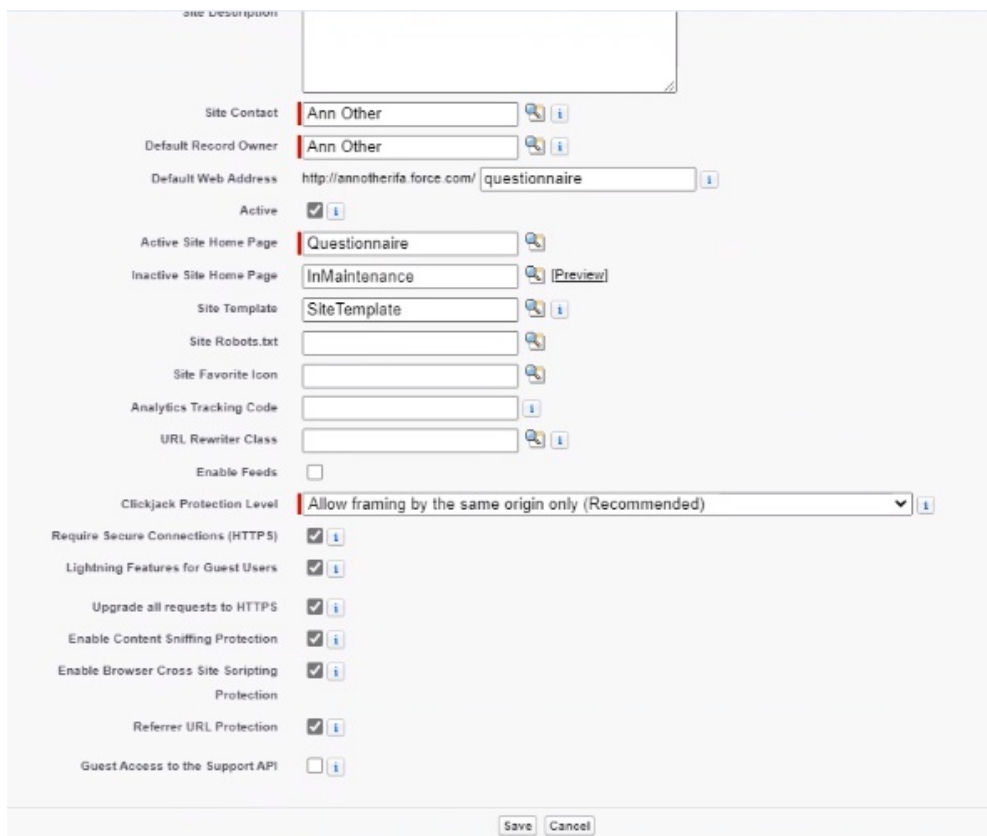 Site Description
Site Contact Ann Other
Default Record Owner Ann Other
Default Web Address http://annotherifa.force.com/ questionnaire
Active
Active Site Home Page Questionnaire
Inactive Site Home Page InMaintenance [Preview]
Site Template SiteTemplate
Site Robots.txt
Site Favorite Icon
Analytics Tracking Code
URL Rewriter Class
Enable Feeds
Clickjack Protection Level Allow framing by the same origin only (Recommended)
Require Secure Connections (HTTPS)
Lightning Features for Guest Users
Upgrade all requests to HTTPS
Enable Content Sniffing Protection
Enable Browser Cross Site Scripting
Protection
Referrer URL Protection
Guest Access to the Support API
Save Cancel